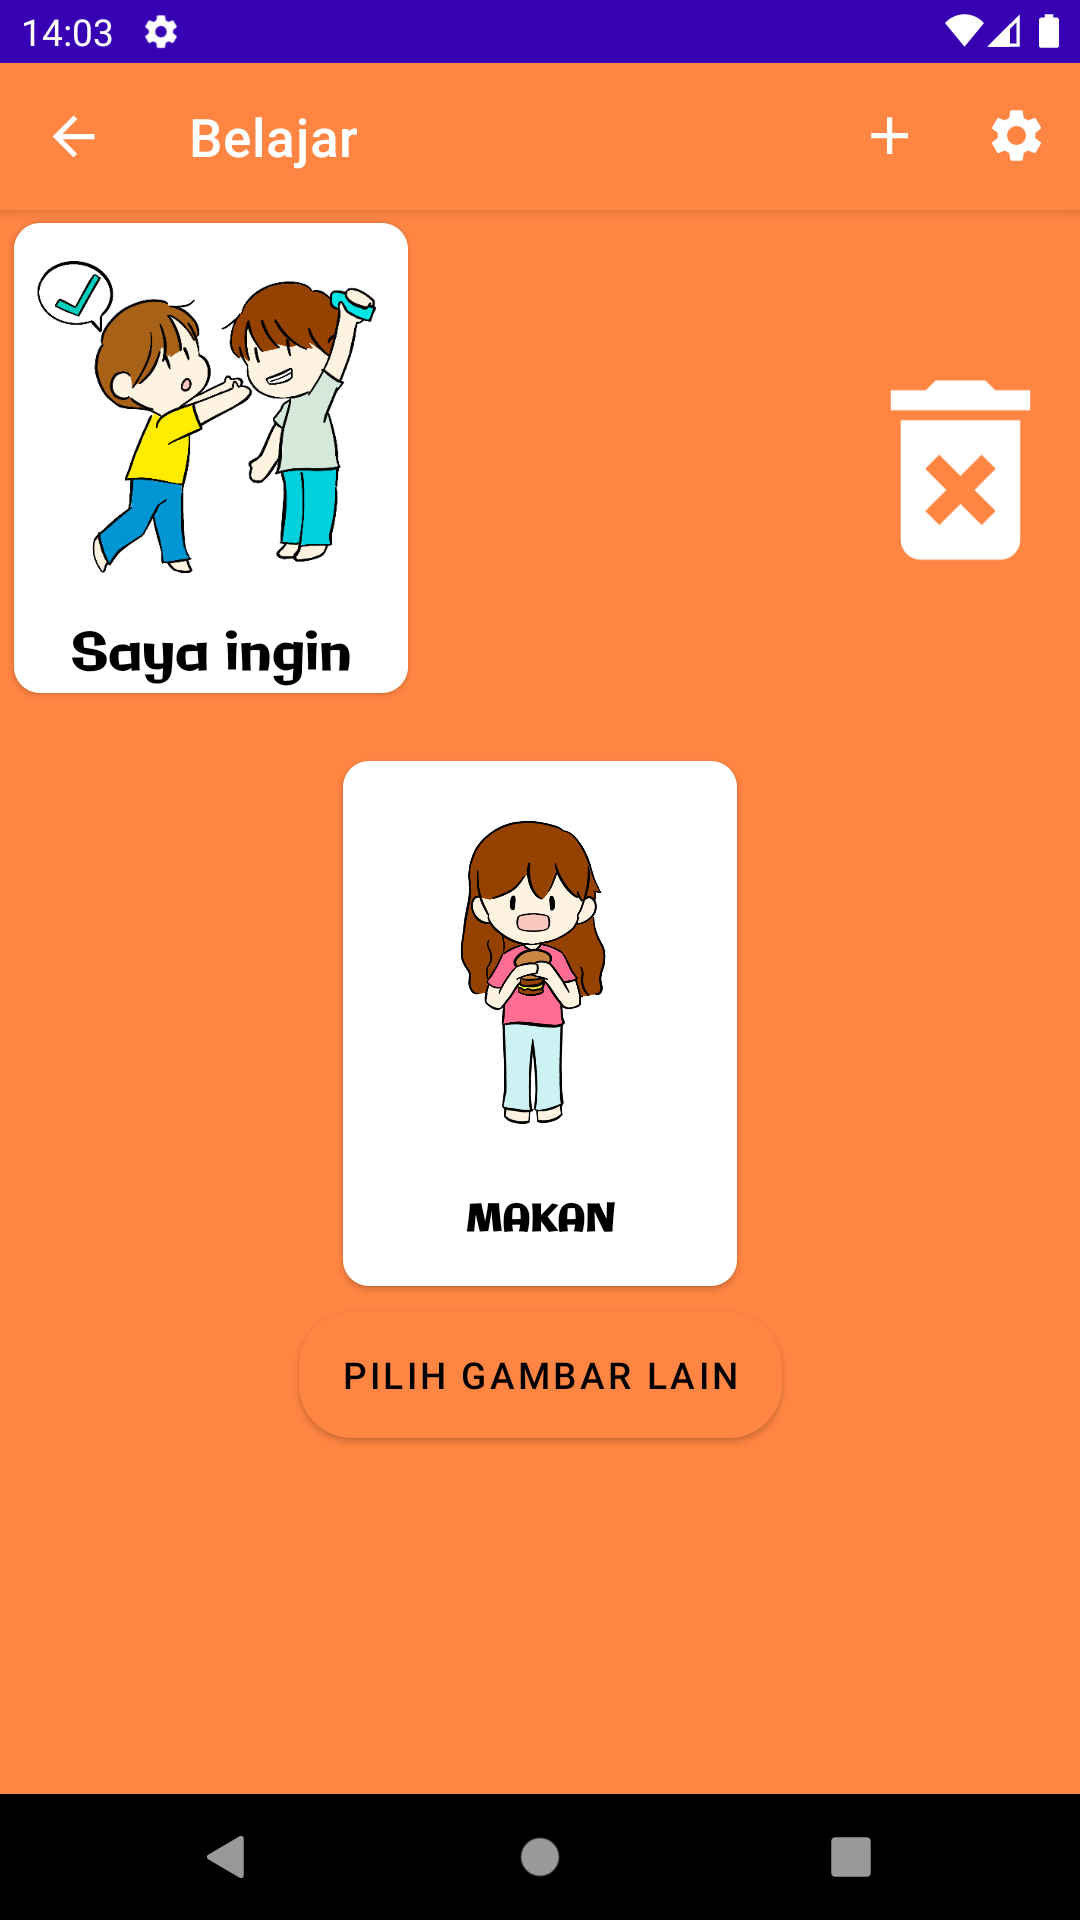 14:03
Belajar
Saya ingin
MAKAN
PILIH GAMBAR LAIN